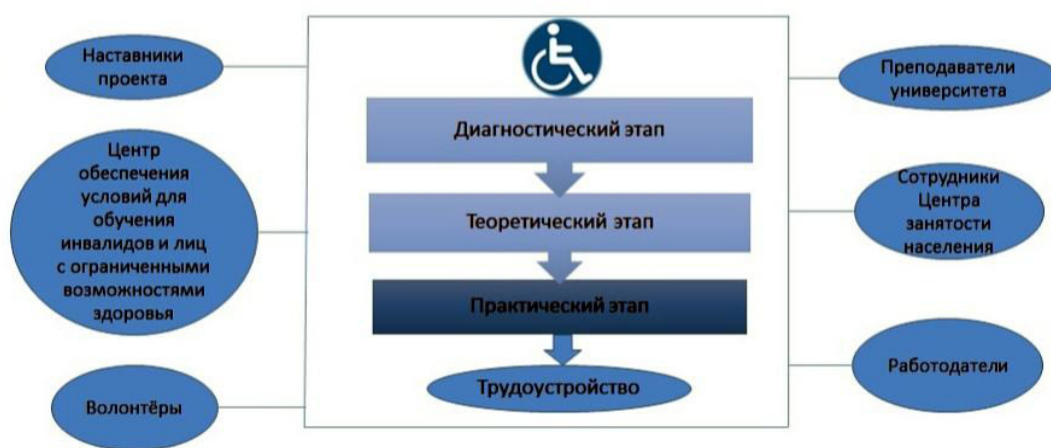 Наставники
проекта
Центр
обеспечения
условий для
обучения
инвалидов и лиц
с ограниченными
возможностями
здоровья
Волонтёры
Диагностический этап
Теоретический этап
Практический этап
Трудоустройство
Преподаватели
университета
Сотрудники
Центра
занятости
населения
Работодатели